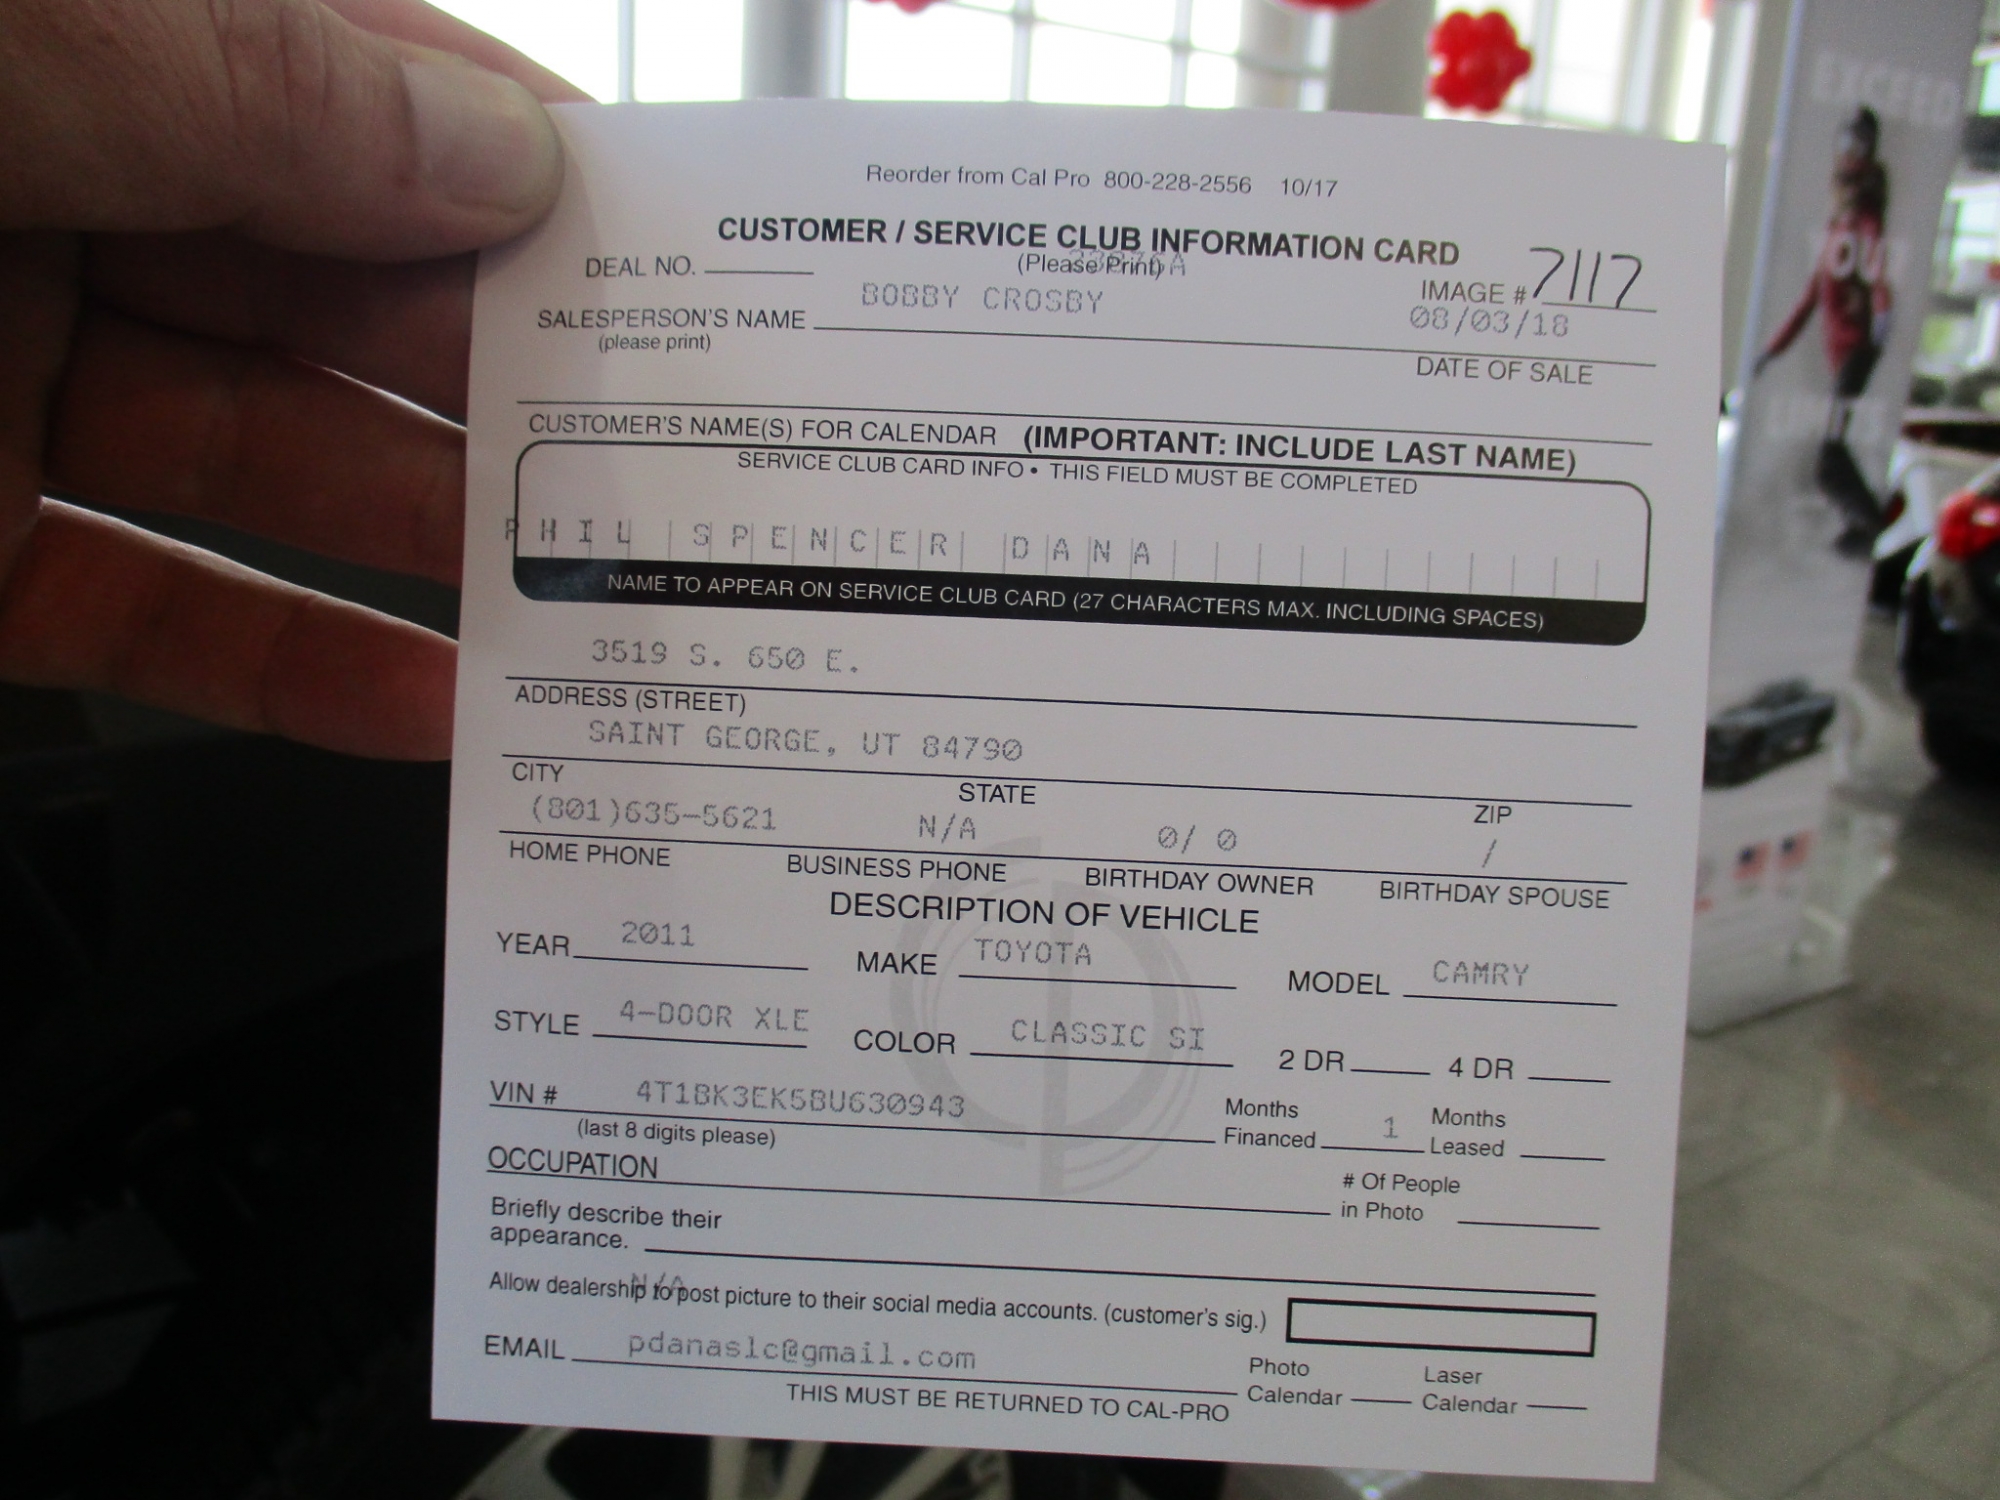 Reorder from Cal Pro 800-228-2556 10/17
CUSTOMER / SERVICE CLUB INFORMATION CARD
DEAL NO. (Please Print) IMAGE # 7117
BOBBY CROSBY 08/03/18
SALESPERSON'S NAME
(please print) DATE OF SALE
CUSTOMER'S NAME(S) FOR CALENDAR (IMPORTANT: INCLUDE LAST NAME)
SERVICE CLUB CARD INFO • THIS FIELD MUST BE COMPLETED
PHIL SPENCER DANA
NAME TO APPEAR ON SERVICE CLUB CARD (27 CHARACTERS MAX. INCLUDING SPACES)
3519 S. 650 E.
ADDRESS (STREET)
SAINT GEORGE, UT 84790
CITY STATE ZIP
(801)635-5621 N/A 0/ 0 /
HOME PHONE BUSINESS PHONE BIRTHDAY OWNER BIRTHDAY SPOUSE
DESCRIPTION OF VEHICLE
YEAR 2011 MAKE TOYOTA MODEL CAMRY
STYLE 4-DOOR XLE COLOR CLASSIC SI 2 DR 4 DR
VIN # 4T1BK3EK5BU630943 Months Financed 1 Months Leased
(last 8 digits please)
OCCUPATION # Of People in Photo
Briefly describe their
appearance.
N/A
Allow dealership to post picture to their social media accounts. (customer's sig.)
EMAIL pdanaslc@gmail.com Photo Calendar Laser Calendar
THIS MUST BE RETURNED TO CAL-PRO
EXCEED
YOU